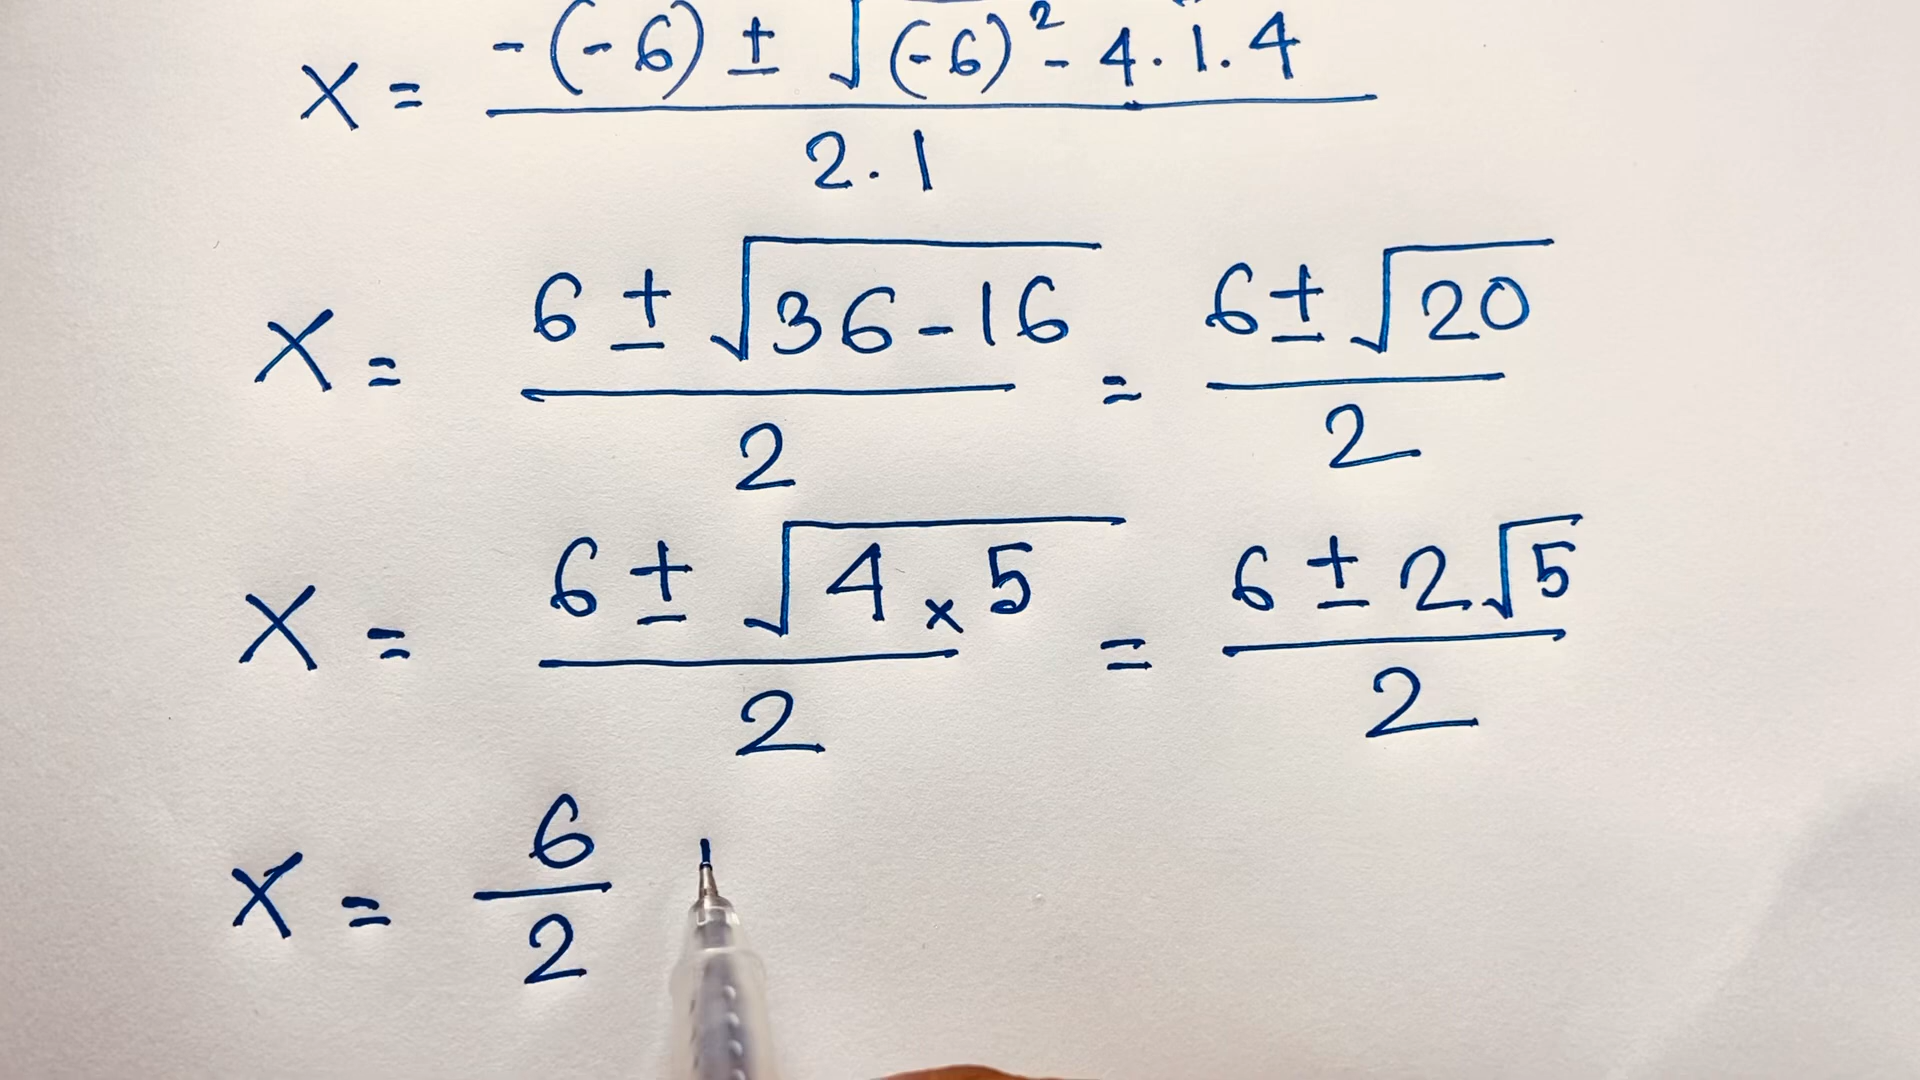 x = (-(-6) ± √((-6)² - 4.1.4)) / 2.1
x = (6 ± √(36-16)) / 2 = (6 ± √20) / 2
x = (6 ± √(4×5)) / 2 = (6 ± 2√5) / 2
x = 6/2